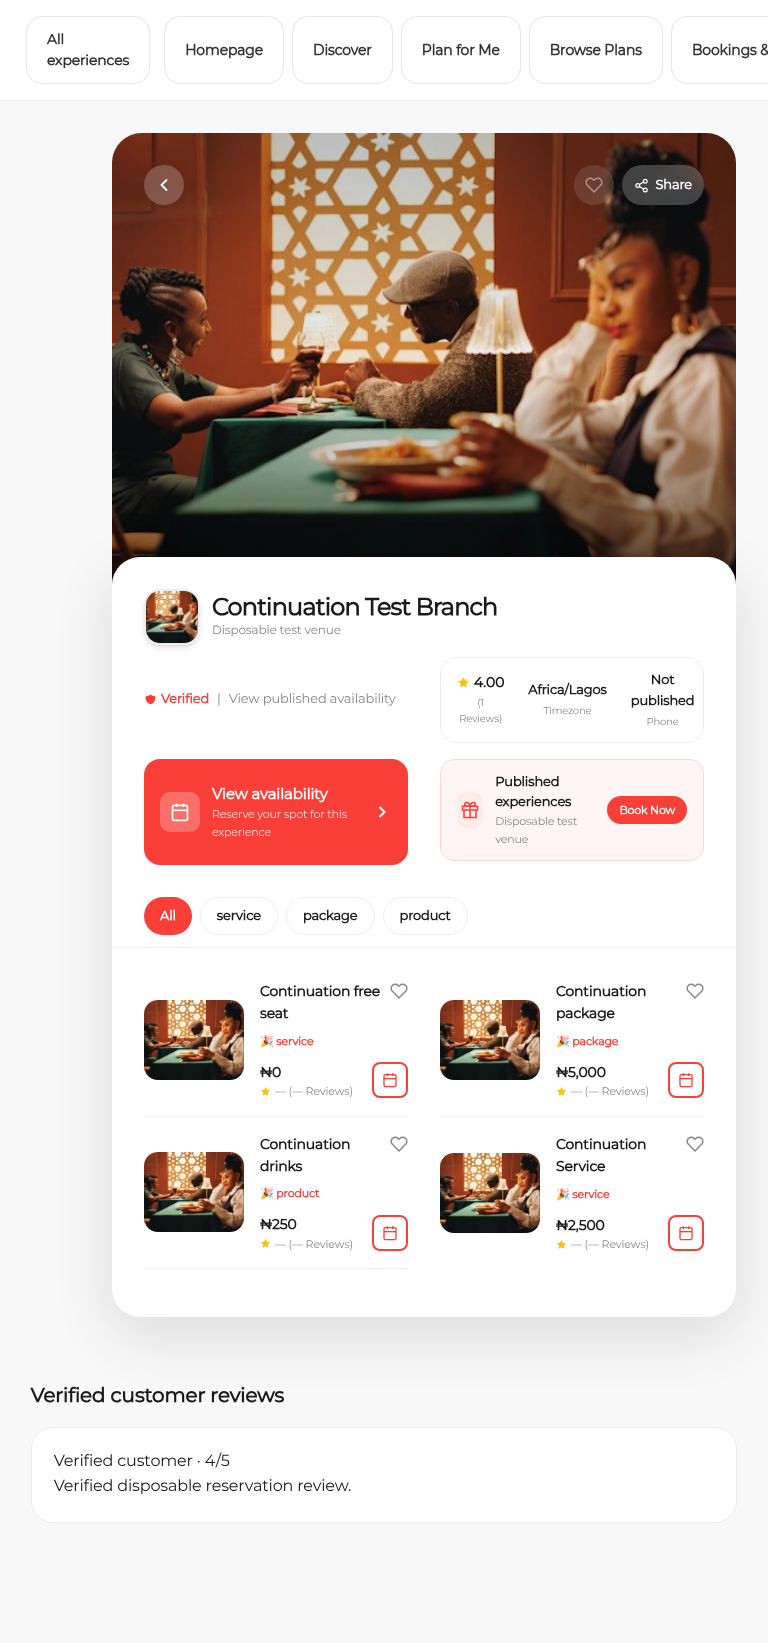 All
experiences
Homepage
Discover
Plan for Me
Browse Plans
Bookings &
Share
Continuation Test Branch
Disposable test venue
Verified | View published availability
4.00
(1
Reviews)
Africa/Lagos
Timezone
Not
published
Phone
View availability
Reserve your spot for this
experience
Published
experiences
Disposable test
venue
Book Now
All
service
package
product
Continuation free
seat
🎉 service
₦0
— (— Reviews)
Continuation
package
🎉 package
₦5,000
— (— Reviews)
Continuation
drinks
🎉 product
₦250
— (— Reviews)
Continuation
Service
🎉 service
₦2,500
— (— Reviews)
Verified customer reviews
Verified customer · 4/5
Verified disposable reservation review.